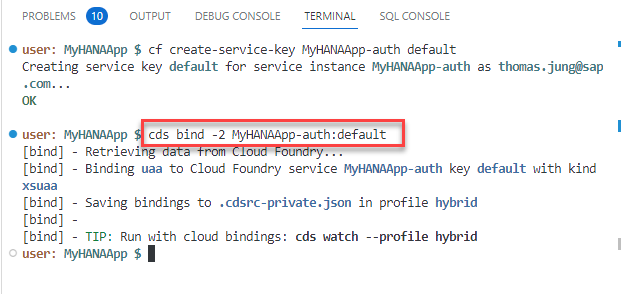 PROBLEMS 10 OUTPUT DEBUG CONSOLE TERMINAL SQL CONSOLE
user: MyHANAApp $ cf create-service-key MyHANAApp-auth default
Creating service key default for service instance MyHANAApp-auth as thomas.jung@sap
.com...
OK
user: MyHANAApp $ cds bind -2 MyHANAApp-auth:default
[bind] - Retrieving data from Cloud Foundry...
[bind] - Binding uaa to Cloud Foundry service MyHANAApp-auth key default with kind
xsuaa
[bind] - Saving bindings to .cdsrc-private.json in profile hybrid
[bind] -
[bind] - TIP: Run with cloud bindings: cds watch --profile hybrid
user: MyHANAApp $